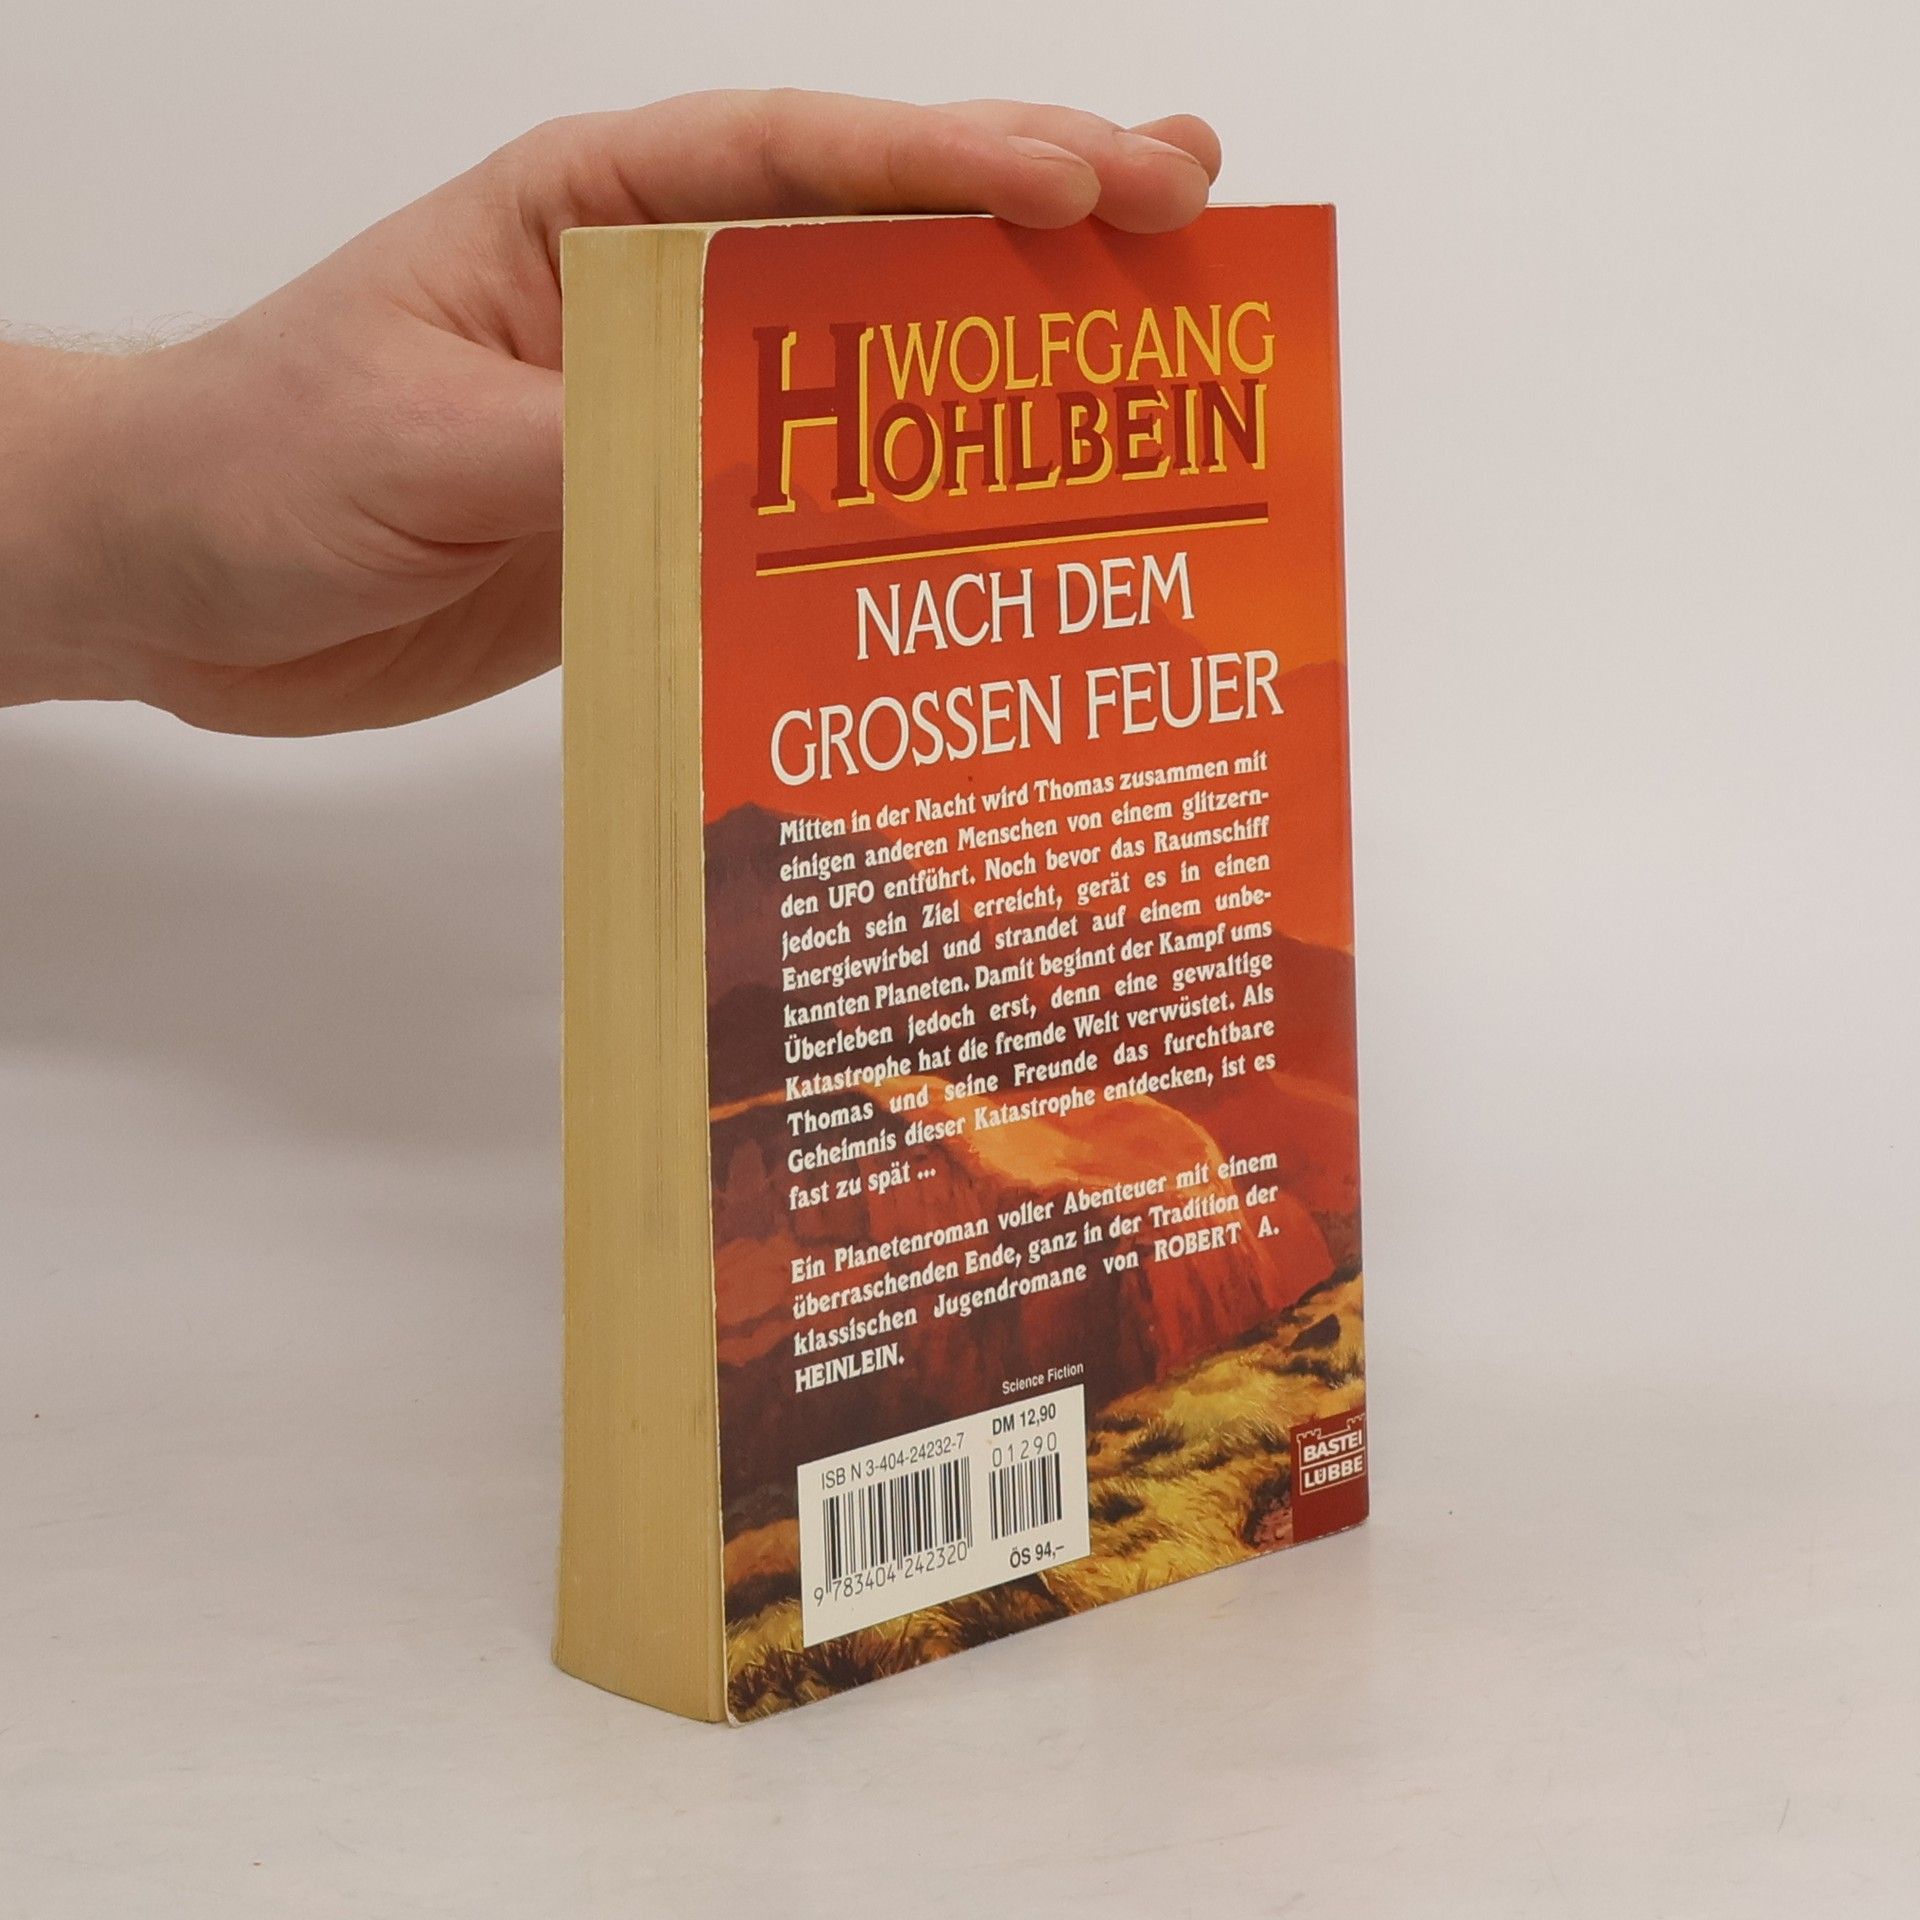 WOLFGANG
HOHLBEIN
NACH DEM
GROSSEN FEUER
Mitten in der Nacht wird Thomas zusammen mit
einigen anderen Menschen von einem glitzern-
den UFO entführt. Noch bevor das Raumschiff
jedoch sein Ziel erreicht, gerät es in einen
Energiewirbel und strandet auf einem unbe-
kannten Planeten. Damit beginnt der Kampf ums
Überleben jedoch erst, denn eine gewaltige
Katastrophe hat die fremde Welt verwüstet. Als
Thomas und seine Freunde das furchtbare
Geheimnis dieser Katastrophe entdecken, ist es
fast zu spät ...
Ein Planetenroman voller Abenteuer mit einem
überraschenden Ende, ganz in der Tradition der
klassischen Jugendromane von ROBERT A.
HEINLEIN.
Science Fiction
ISBN 3-404-24232-7
DM 12,90
01290
9 783404 242320
ÖS 94,–
BASTEI
LÜBBE